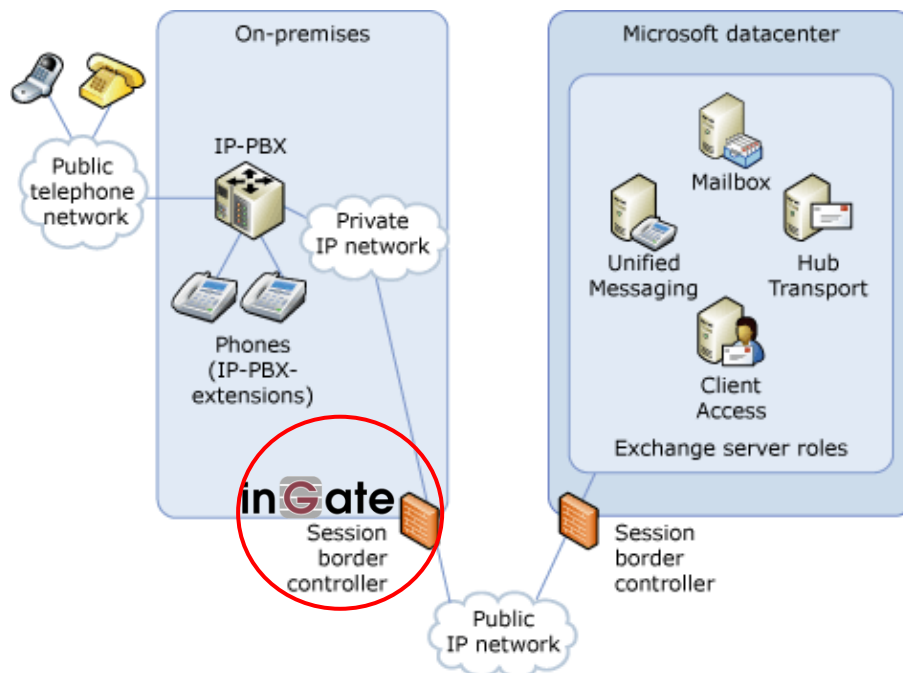 On-premises
Microsoft datacenter
IP-PBX
Public
telephone
network
Private
IP network
Phones
(IP-PBX-
extensions)
Mailbox
Unified
Messaging
Hub
Transport
Client
Access
Exchange server roles
inGate
Session
border
controller
Session
border
controller
Public
IP network